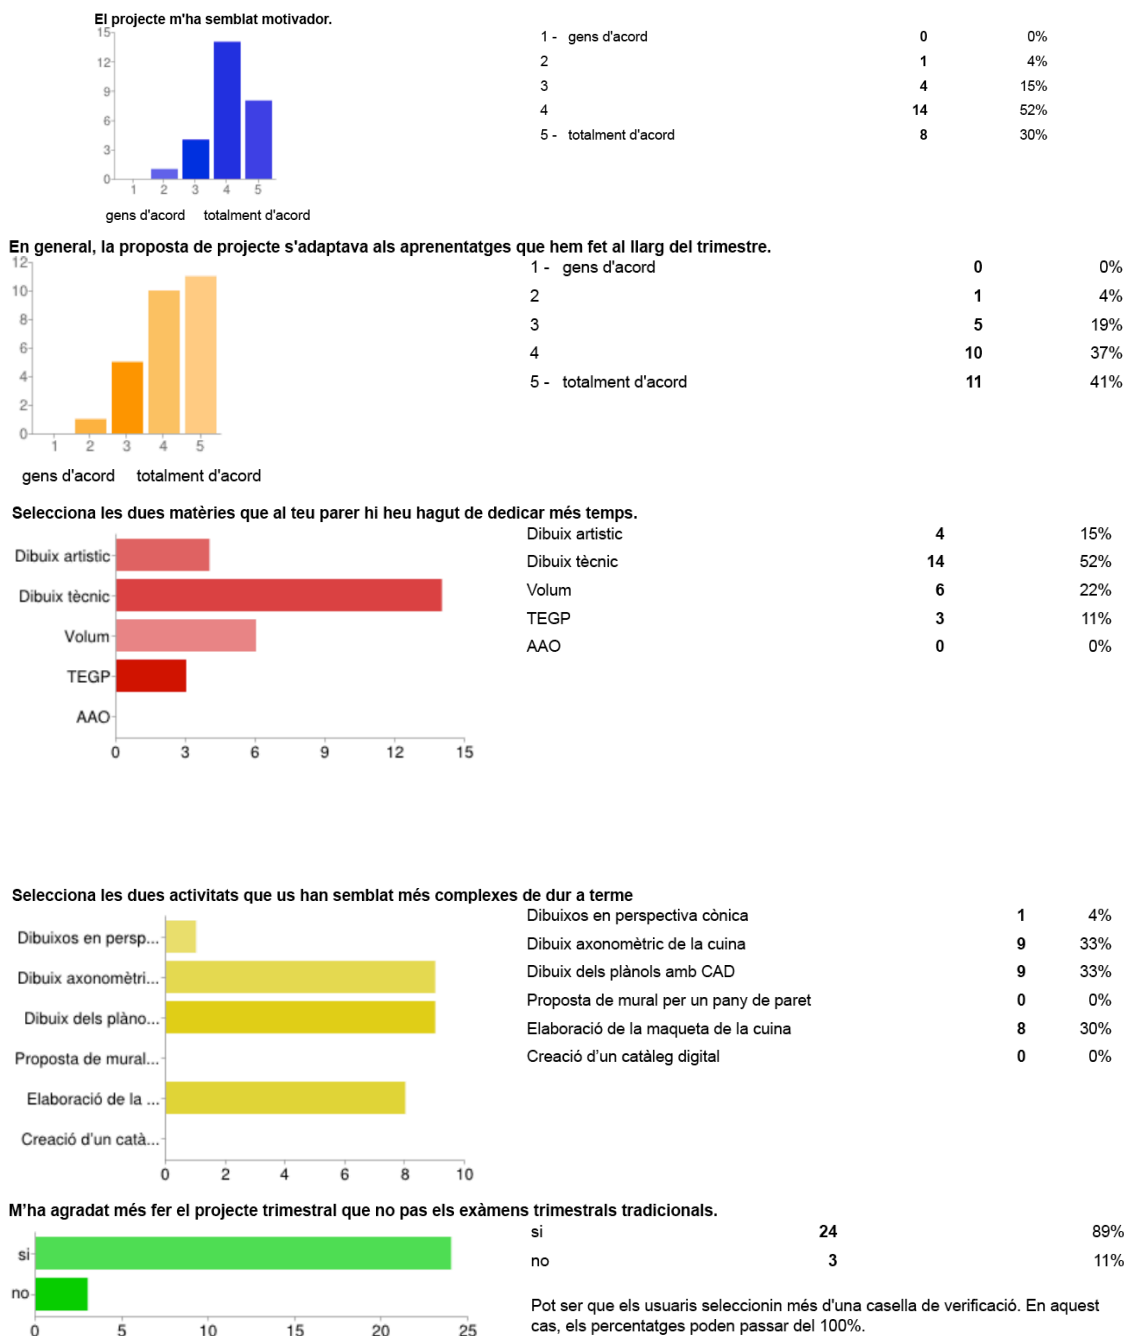 El projecte m'ha semblat motivador.
15
12
9
6
3
0
1 2 3 4 5
gens d'acord totalment d'acord
1 - gens d'acord 0 0%
2 1 4%
3 4 15%
4 14 52%
5 - totalment d'acord 8 30%
En general, la proposta de projecte s'adaptava als aprenentatges que hem fet al llarg del trimestre.
12
10
8
6
4
2
0
1 2 3 4 5
gens d'acord totalment d'acord
1 - gens d'acord 0 0%
2 1 4%
3 5 19%
4 10 37%
5 - totalment d'acord 11 41%
Selecciona les dues matèries que al teu parer hi heu hagut de dedicar més temps.
Dibuix artistic
Dibuix tècnic
Volum
TEGP
AAO
0 3 6 9 12 15
Dibuix artistic 4 15%
Dibuix tècnic 14 52%
Volum 6 22%
TEGP 3 11%
AAO 0 0%
Selecciona les dues activitats que us han semblat més complexes de dur a terme
Dibuixos en persp...
Dibuix axonomètri...
Dibuix dels plàno...
Proposta de mural...
Elaboració de la ...
Creació d'un catà...
0 2 4 6 8 10
Dibuixos en perspectiva cònica 1 4%
Dibuix axonomètric de la cuina 9 33%
Dibuix dels plànols amb CAD 9 33%
Proposta de mural per un pany de paret 0 0%
Elaboració de la maqueta de la cuina 8 30%
Creació d'un catàleg digital 0 0%
M'ha agradat més fer el projecte trimestral que no pas els exàmens trimestrals tradicionals.
si
no
0 5 10 15 20 25
si 24 89%
no 3 11%
Pot ser que els usuaris seleccionin més d'una casella de verificació. En aquest
cas, els percentatges poden passar del 100%.